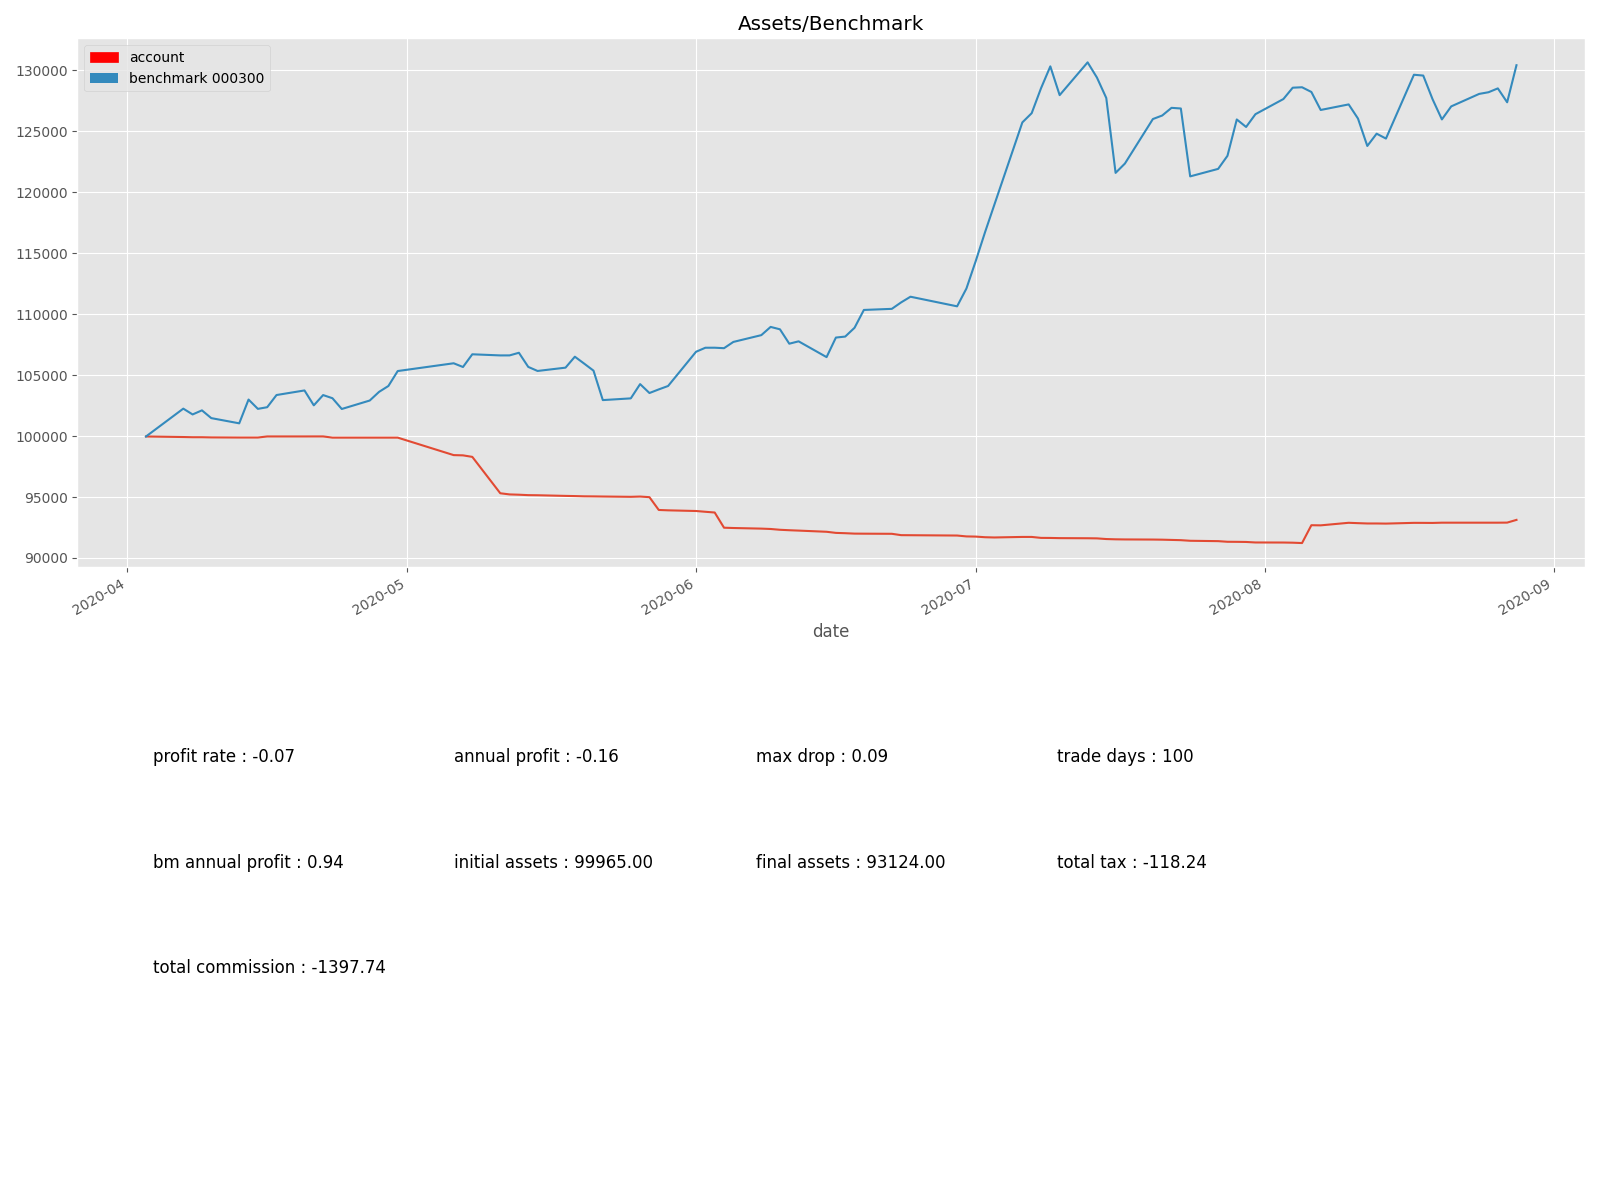 Assets/Benchmark
account
benchmark 000300
130000
125000
120000
115000
110000
105000
100000
95000
90000
2020-04
2020-05
2020-06
2020-07
2020-08
2020-09
date
profit rate : -0.07
annual profit : -0.16
max drop : 0.09
trade days : 100
bm annual profit : 0.94
initial assets : 99965.00
final assets : 93124.00
total tax : -118.24
total commission : -1397.74